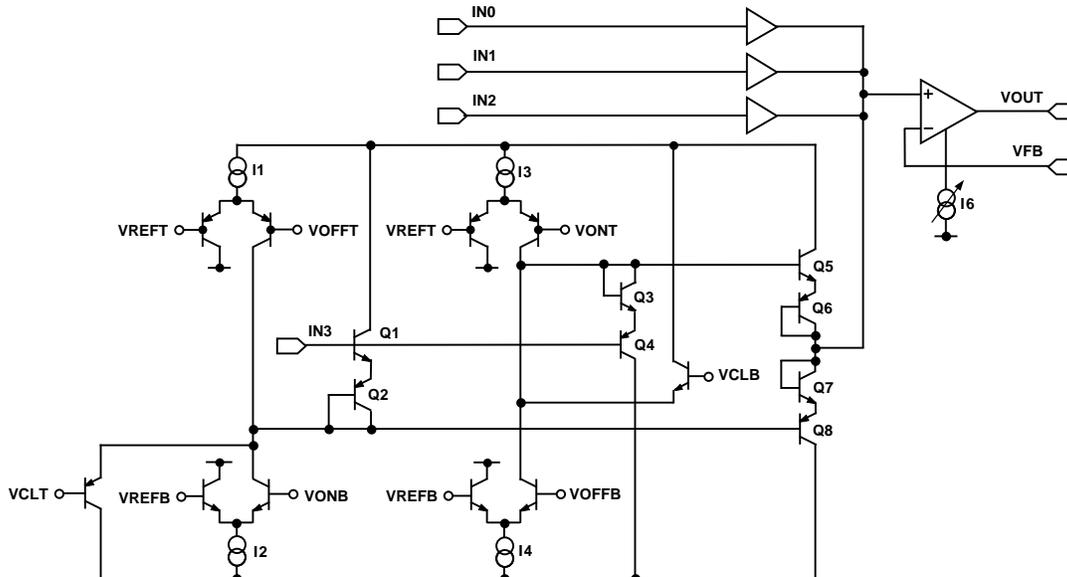 IN0
IN1
IN2
+
−
VOUT
VFB
I6
I1
I3
VREFT
VOFFT
VREFT
VONT
Q5
Q3
Q6
IN3
Q1
Q4
Q2
VCLB
Q7
Q8
VCLT
VREFB
VONB
VREFB
VOFFB
I2
I4